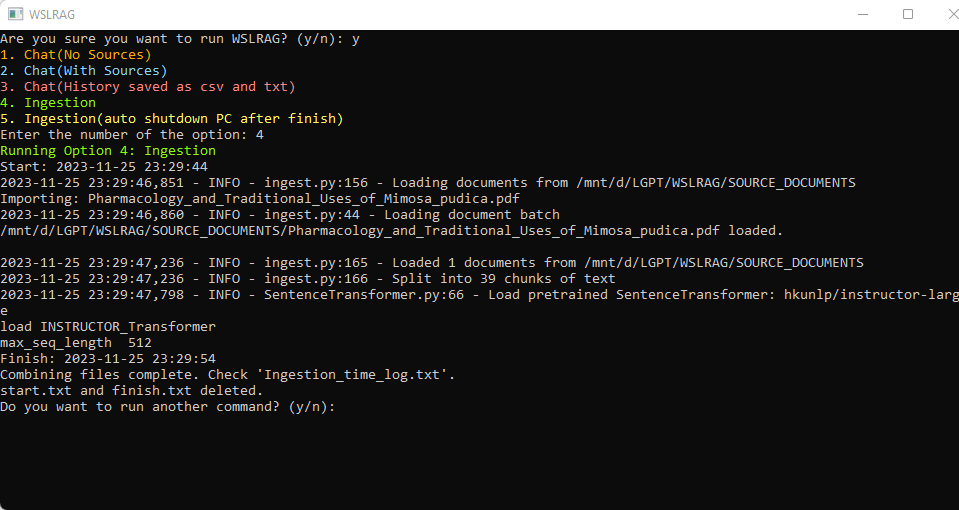 WSLRAG
Are you sure you want to run WSLRAG? (y/n): y
1. Chat(No Sources)
2. Chat(With Sources)
3. Chat(History saved as csv and txt)
4. Ingestion
5. Ingestion(auto shutdown PC after finish)
Enter the number of the option: 4
Running Option 4: Ingestion
Start: 2023-11-25 23:29:44
2023-11-25 23:29:46,851 - INFO - ingest.py:156 - Loading documents from /mnt/d/LGPT/WSLRAG/SOURCE_DOCUMENTS
Importing: Pharmacology_and_Traditional_Uses_of_Mimosa_pudica.pdf
2023-11-25 23:29:46,860 - INFO - ingest.py:44 - Loading document batch
/mnt/d/LGPT/WSLRAG/SOURCE_DOCUMENTS/Pharmacology_and_Traditional_Uses_of_Mimosa_pudica.pdf loaded.
2023-11-25 23:29:47,236 - INFO - ingest.py:165 - Loaded 1 documents from /mnt/d/LGPT/WSLRAG/SOURCE_DOCUMENTS
2023-11-25 23:29:47,236 - INFO - ingest.py:166 - Split into 39 chunks of text
2023-11-25 23:29:47,798 - INFO - SentenceTransformer.py:66 - Load pretrained SentenceTransformer: hkunlp/instructor-larg
e
load INSTRUCTOR_Transformer
max_seq_length  512
Finish: 2023-11-25 23:29:54
Combining files complete. Check 'Ingestion_time_log.txt'.
start.txt and finish.txt deleted.
Do you want to run another command? (y/n):